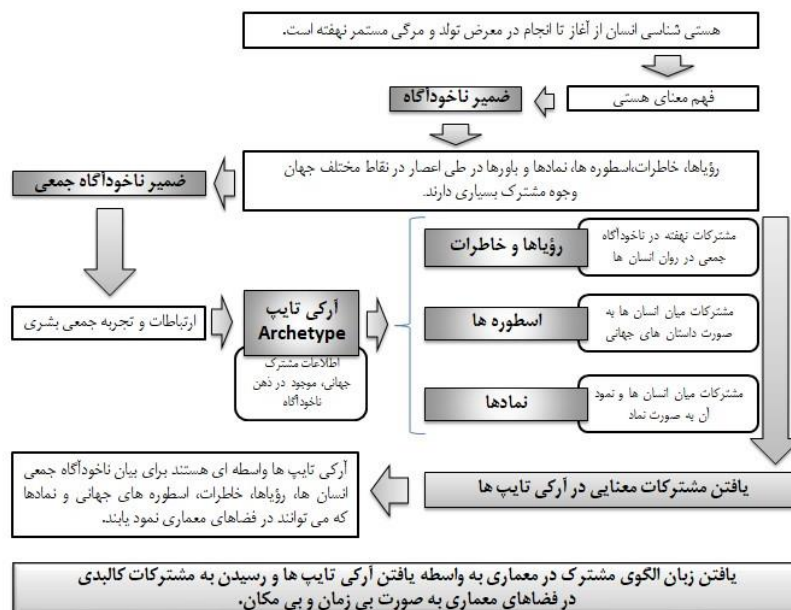 هستی شناسی انسان از آغاز تا انجام در معرض تولد و مرگی مستمر نهفته است.
فهم معنای هستی
ضمیر ناخودآگاه
رؤیاها، خاطرات،اسطوره ها، نمادها و باورها در طی اعصار در نقاط مختلف جهان
وجوه مشترک بسیاری دارند.
ضمیر ناخودآگاه جمعی
ارتباطات و تجربه جمعی بشری
آرکی تایپ
Archetype
اطلاعات مشترک
جهانی، موجود در ذهن
ناخودآگاه
رؤیاها و خاطرات
مشترکات نهفته در ناخودآگاه
جمعی در روان انسان ها
اسطوره ها
مشترکات میان انسان ها به
صورت داستان های جهانی
نمادها
مشترکات میان انسان ها و نمود
آن به صورت نماد
یافتن مشترکات معنایی در آرکی تایپ ها
آرکی تایپ ها واسطه ای هستند برای بیان ناخودآگاه جمعی
انسان ها، رؤیاها، خاطرات، اسطوره های جهانی و نمادها
که می توانند در فضاهای معماری نمود یابند.
یافتن زبان الگوی مشترک در معماری به واسطه یافتن آرکی تایپ ها و رسیدن به مشترکات کالبدی
در فضاهای معماری به صورت بی زمان و بی مکان.